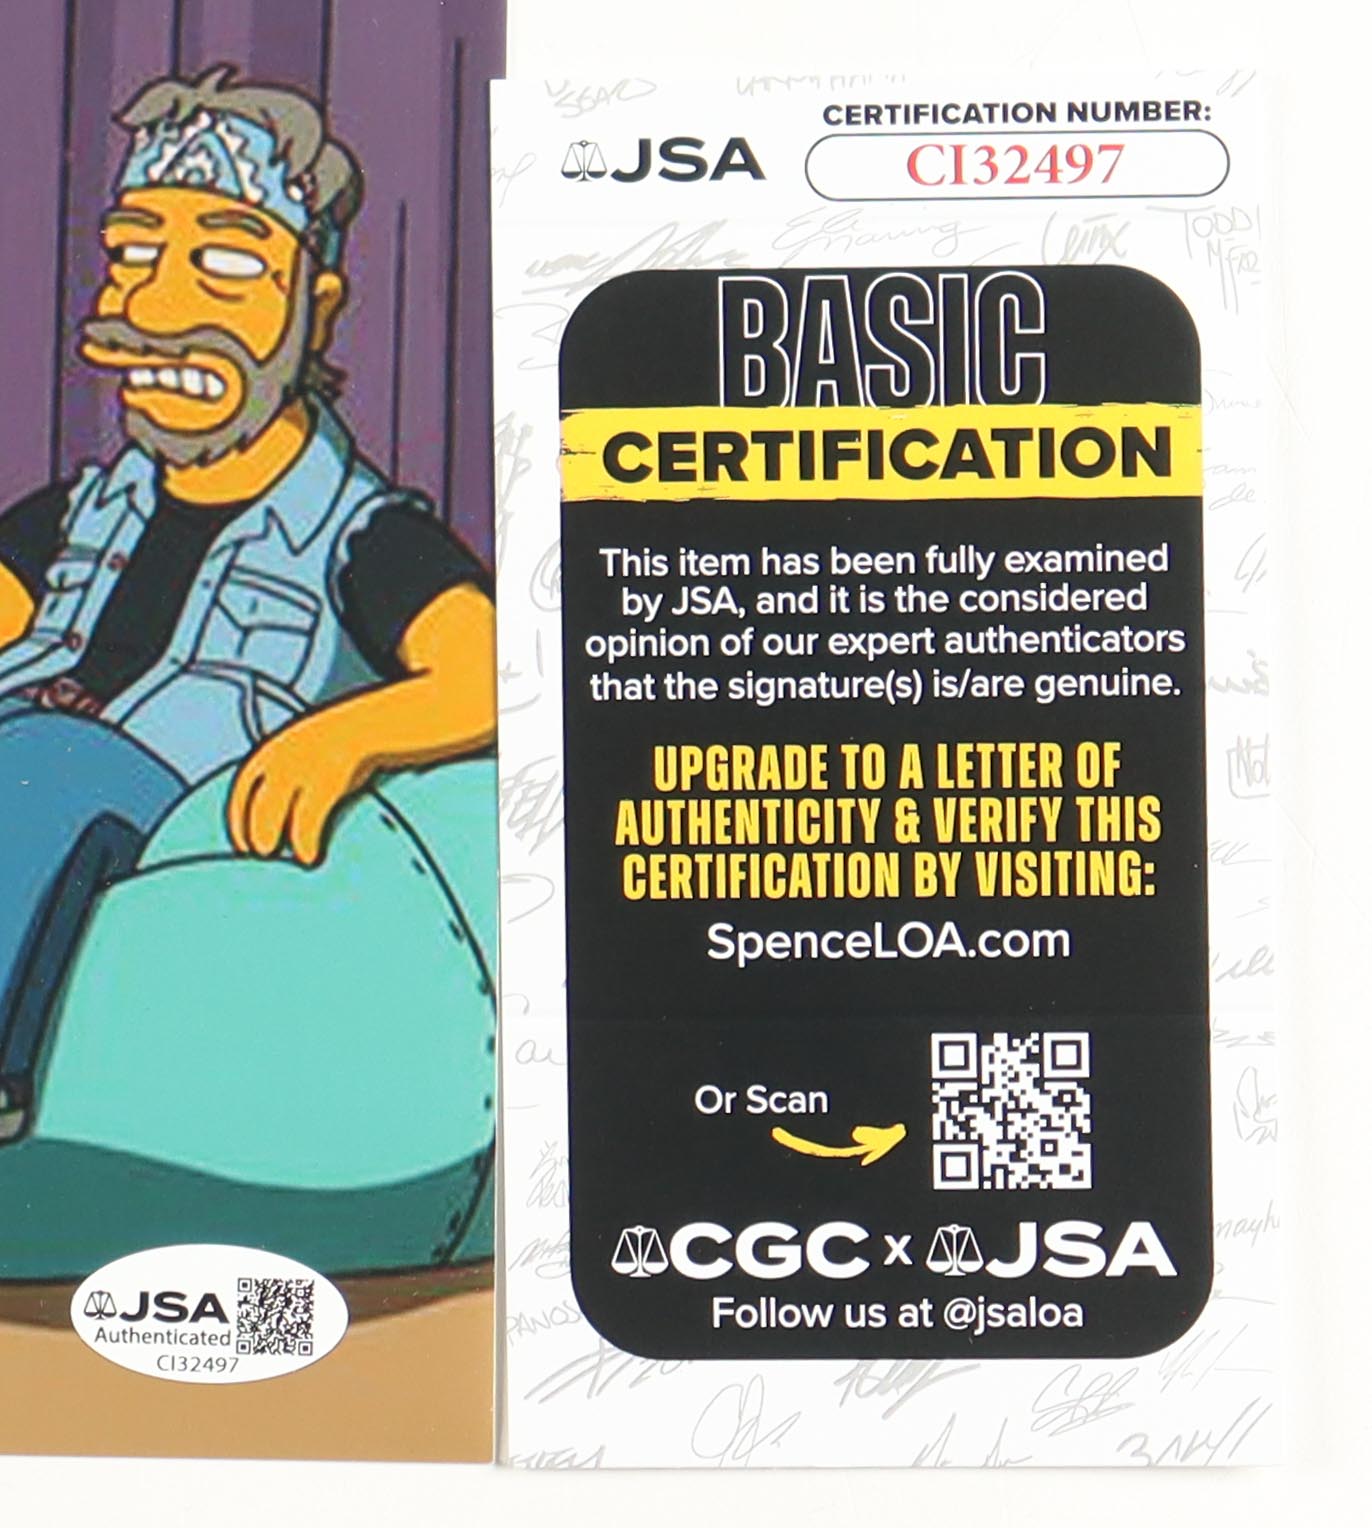 CERTIFICATION NUMBER:
JSA
CI32497
BASIC
CERTIFICATION
This item has been fully examined
by JSA, and it is the considered
opinion of our expert authenticators
that the signature(s) is/are genuine.
UPGRADE TO A LETTER OF
AUTHENTICITY & VERIFY THIS
CERTIFICATION BY VISITING:
SpenceLOA.com
Or Scan
CGC x JSA
Follow us at @jsaloa
JSA
Authenticated
CI32497